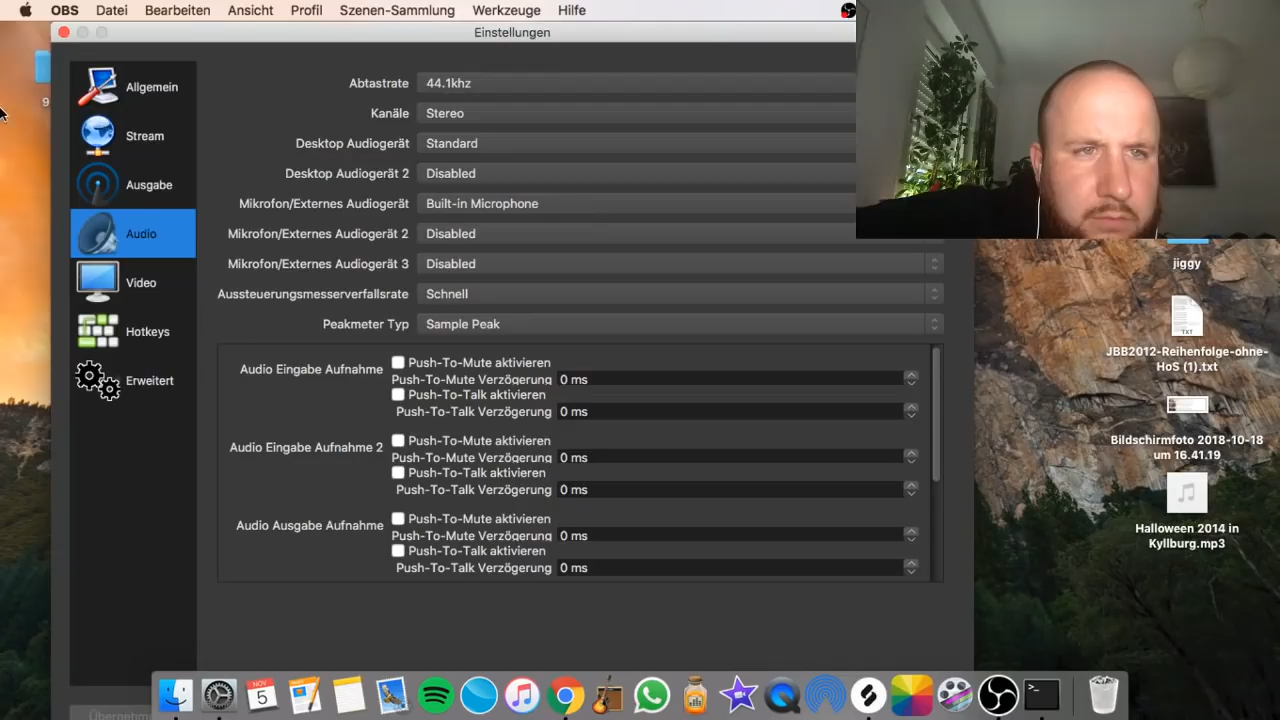 OBS Datei Bearbeiten Ansicht Profil Szenen-Sammlung Werkzeuge Hilfe
Einstellungen
Allgemein
Stream
Ausgabe
Audio
Video
Hotkeys
Erweitert
Abtastrate 44.1khz
Kanäle Stereo
Desktop Audiogerät Standard
Desktop Audiogerät 2 Disabled
Mikrofon/Externes Audiogerät Built-in Microphone
Mikrofon/Externes Audiogerät 2 Disabled
Mikrofon/Externes Audiogerät 3 Disabled
Aussteuerungsmesserverfallsrate Schnell
Peakmeter Typ Sample Peak
Audio Eingabe Aufnahme
Push-To-Mute aktivieren
Push-To-Mute Verzögerung 0 ms
Push-To-Talk aktivieren
Push-To-Talk Verzögerung 0 ms
Audio Eingabe Aufnahme 2
Push-To-Mute aktivieren
Push-To-Mute Verzögerung 0 ms
Push-To-Talk aktivieren
Push-To-Talk Verzögerung 0 ms
Audio Ausgabe Aufnahme
Push-To-Mute aktivieren
Push-To-Mute Verzögerung 0 ms
Push-To-Talk aktivieren
Push-To-Talk Verzögerung 0 ms
9
jiggy
TXT
JBB2012-Reihenfolge-ohne-
HoS (1).txt
Bildschirmfoto 2018-10-18
um 16.41.19
Halloween 2014 in
Kyllburg.mp3
NOV
5